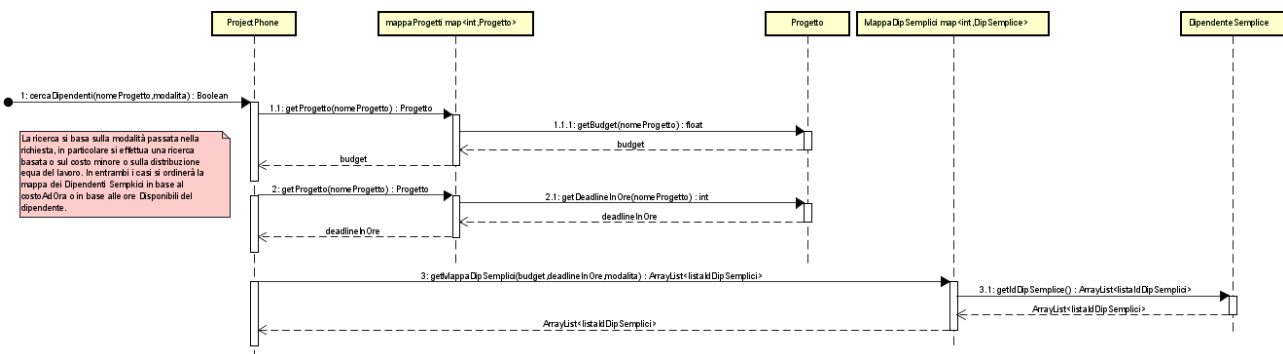 ProjectPhone
mappaProgetti map<int,Progetto>
Progetto
MappaDipSemplici map<int,DipSemplice>
DipendenteSemplice
1: cercaDipendenti(nomeProgetto,modalita) : Boolean
1.1: getProgetto(nomeProgetto) : Progetto
1.1.1: getBudget(nomeProgetto) : float
budget
budget
La ricerca si basa sulla modalità passata nella
richiesta, in particolare si effettua una ricerca
basata o sul costo minore o sulla distribuzione
equa del lavoro. In entrambi i casi si ordinerà la
mappa dei Dipendenti Sempkici in base al
costoAdOra o in base alle ore Disponibili del
dipendente.
2: getProgetto(nomeProgetto) : Progetto
2.1: getDeadlineInOre(nomeProgetto) : int
deadlineInOre
deadlineInOre
3: getMappaDipSemplici(budget,deadlineInOre,modalita) : ArrayList<listaIdDipSemplici>
3.1: getIdDipSemplice() : ArrayList<listaIdDipSemplici>
ArrayList<listaIdDipSemplici>
ArrayList<listaIdDipSemplici>